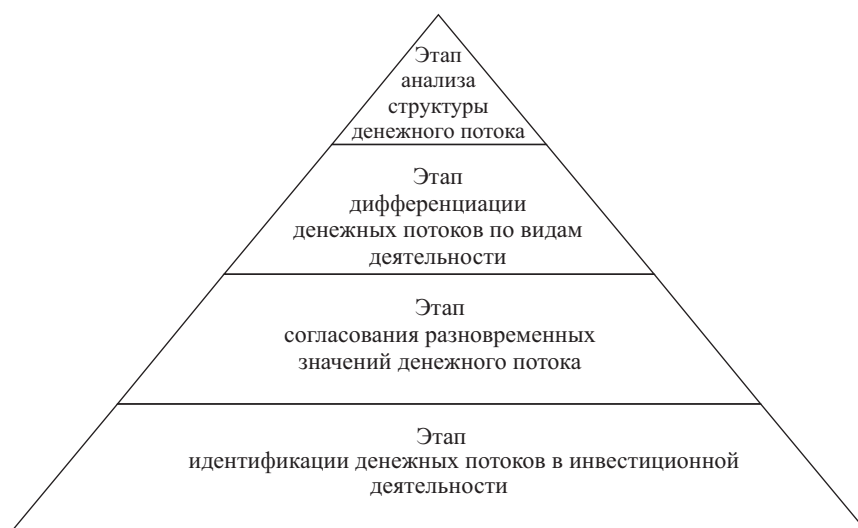 Этап
анализа
структуры
денежного потока
Этап
дифференциации
денежных потоков по видам
деятельности
Этап
согласования разновременных
значений денежного потока
Этап
идентификации денежных потоков в инвестиционной
деятельности